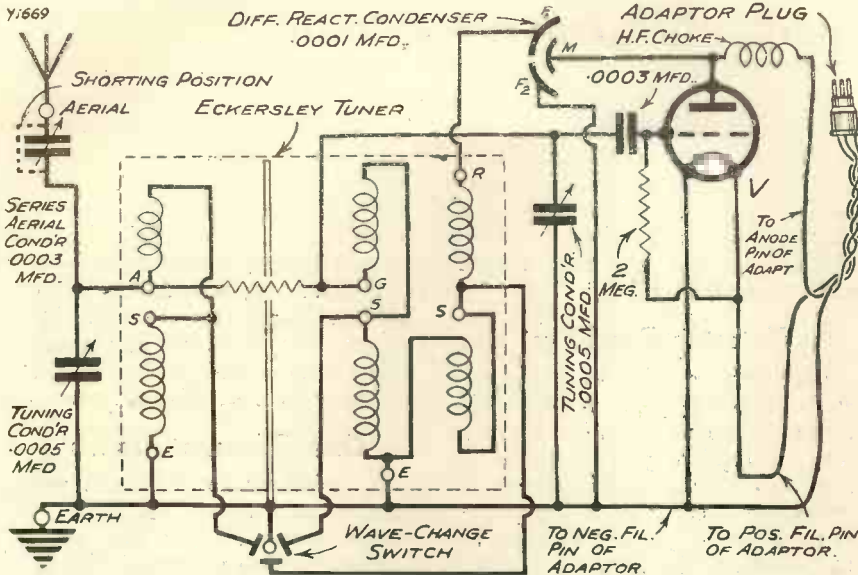 Y1669
DIFF. REACT. CONDENSER
.0001 MFD.
F1
M
F2
ADAPTOR PLUG
H.F. CHOKE
.0003 MFD.
SHORTING POSITION
AERIAL
ECKERSLEY TUNER
SERIES
AERIAL
COND'R
.0003
MFD.
A
S
E
G
S
E
R
S
TUNING
COND'R
.0005
MFD
TUNING COND'R.
.0005 MFD.
2
MEG.
V
TO
ANODE
PIN OF
ADAPT
EARTH
WAVE-CHANGE
SWITCH
TO NEG. FIL.
PIN OF
ADAPTOR.
TO POS. FIL. PIN
OF ADAPTOR.